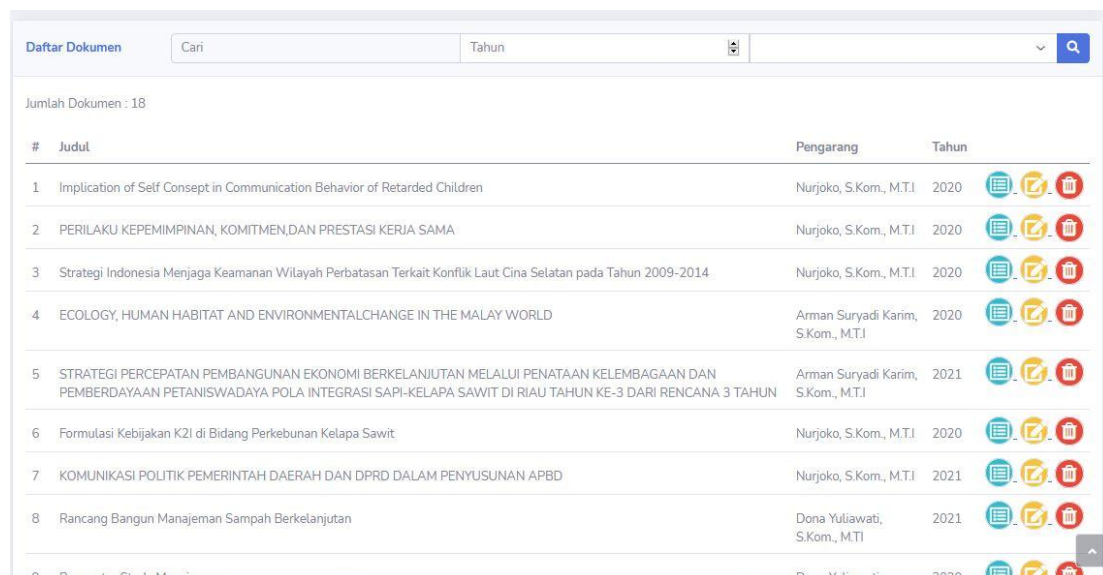 Daftar Dokumen Cari Tahun
Jumlah Dokumen : 18
# Judul Pengarang Tahun
1 Implication of Self Consept in Communication Behavior of Retarded Children Nurjoko, S.Kom., M.T.I 2020
2 PERILAKU KEPEMIMPINAN, KOMITMEN,DAN PRESTASI KERJA SAMA Nurjoko, S.Kom., M.T.I 2020
3 Strategi Indonesia Menjaga Keamanan Wilayah Perbatasan Terkait Konflik Laut Cina Selatan pada Tahun 2009-2014 Nurjoko, S.Kom., M.T.I 2020
4 ECOLOGY, HUMAN HABITAT AND ENVIRONMENTALCHANGE IN THE MALAY WORLD Arman Suryadi Karim, 2020
S.Kom., M.T.I
5 STRATEGI PERCEPATAN PEMBANGUNAN EKONOMI BERKELANJUTAN MELALUI PENATAAN KELEMBAGAAN DAN Arman Suryadi Karim, 2021
PEMBERDAYAAN PETANISWADAYA POLA INTEGRASI SAPI-KELAPA SAWIT DI RIAU TAHUN KE-3 DARI RENCANA 3 TAHUN S.Kom., M.T.I
6 Formulasi Kebijakan K2I di Bidang Perkebunan Kelapa Sawit Nurjoko, S.Kom., M.T.I 2020
7 KOMUNIKASI POLITIK PEMERINTAH DAERAH DAN DPRD DALAM PENYUSUNAN APBD Nurjoko, S.Kom., M.T.I 2021
8 Rancang Bangun Manajeman Sampah Berkelanjutan Dona Yuliawati, 2021
S.Kom., M.TI